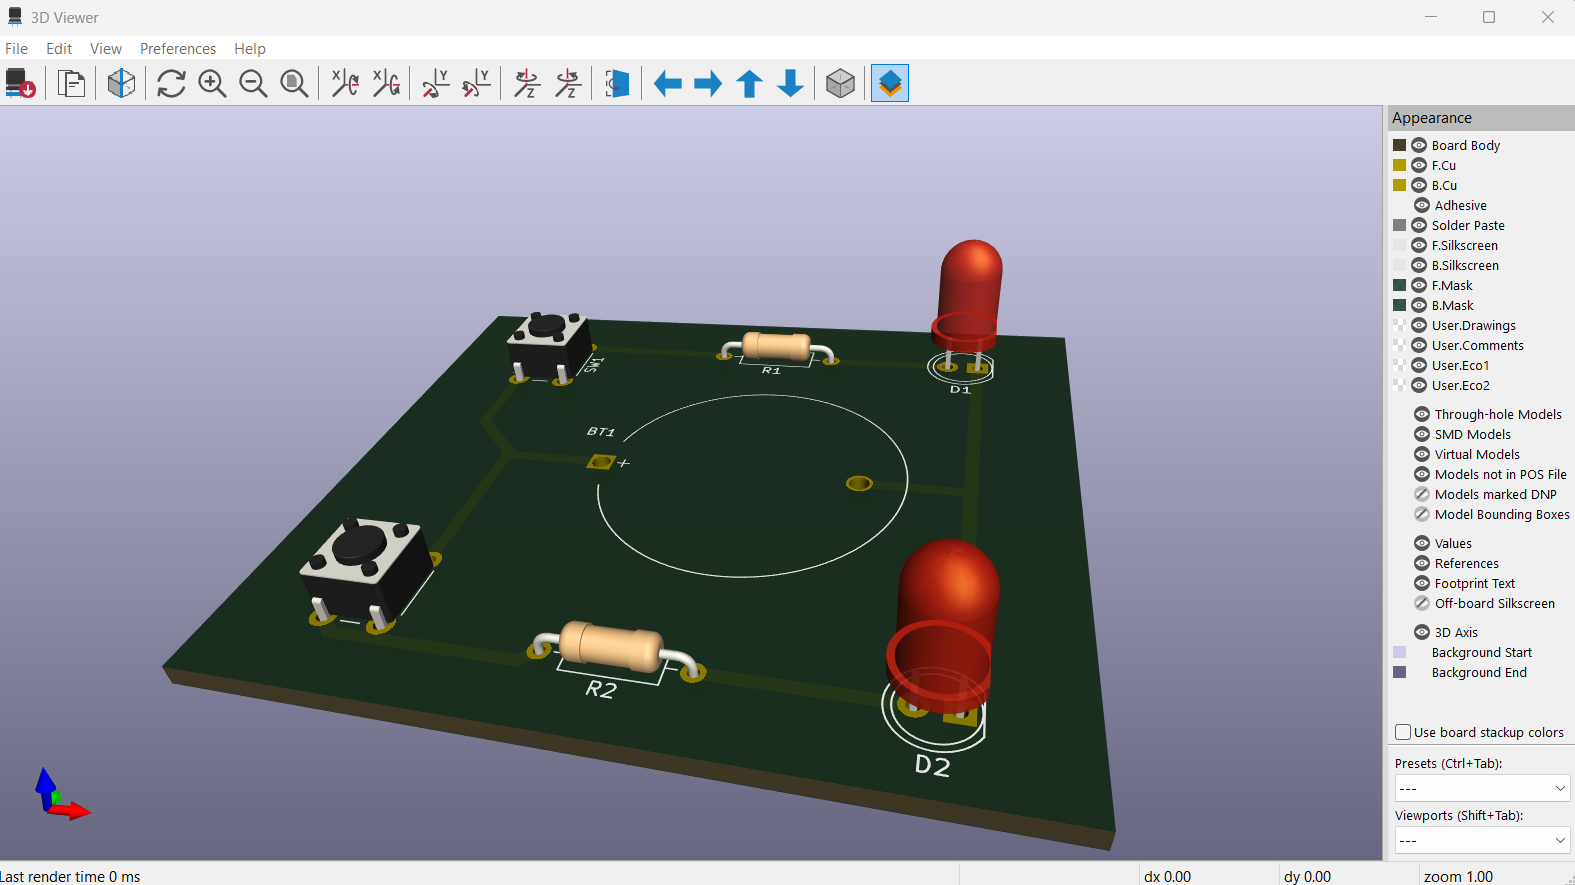 3D Viewer
File Edit View Preferences Help
X X Y Y Z Z
Appearance
Board Body
F.Cu
B.Cu
Adhesive
Solder Paste
F.Silkscreen
B.Silkscreen
F.Mask
B.Mask
User.Drawings
User.Comments
User.Eco1
User.Eco2
Through-hole Models
SMD Models
Virtual Models
Models not in POS File
Models marked DNP
Model Bounding Boxes
Values
References
Footprint Text
Off-board Silkscreen
3D Axis
Background Start
Background End
Use board stackup colors
Presets (Ctrl+Tab):
---
Viewports (Shift+Tab):
---
SW1
R1
D1
BT1
+
R2
D2
Last render time 0 ms
dx 0.00
dy 0.00
zoom 1.00